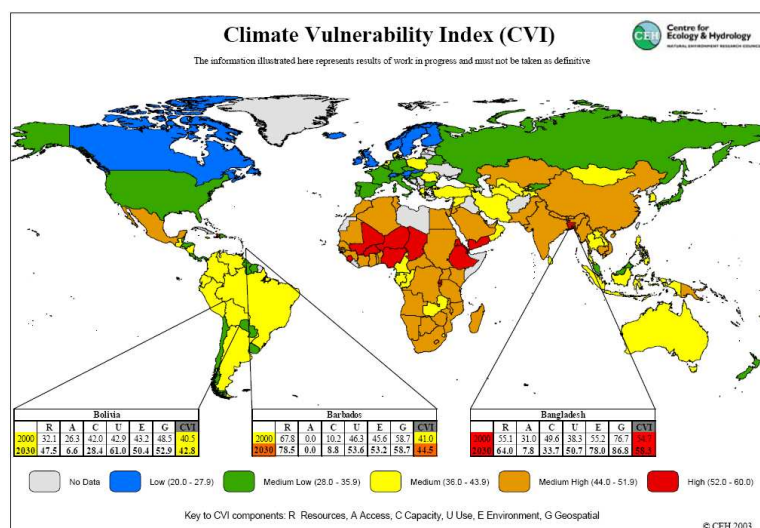 Climate Vulnerability Index (CVI)
The information illustrated here represents results of work in progress and must not be taken as definitive
CEH
Centre for
Ecology & Hydrology
NATURAL ENVIRONMENT RESEARCH COUNCIL
Bolivia
R A C U E G CVI
2000 32.1 26.3 42.0 42.9 43.2 48.5 40.5
2030 47.5 6.6 28.4 61.0 50.4 52.9 42.8
Barbados
R A C U E G CVI
2000 67.8 0.0 10.2 46.3 45.6 58.7 41.0
2030 78.5 0.0 8.8 53.6 53.2 58.7 44.5
Bangladesh
R A C U E G CVI
2000 55.1 31.0 49.6 38.3 55.2 76.7
2030 64.0 7.8 33.7 50.7 78.0 86.8
No Data
Low (20.0 - 27.9)
Medium Low (28.0 - 35.9)
Medium (36.0 - 43.9)
Medium High (44.0 - 51.9)
High (52.0 - 60.0)
Key to CVI components: R Resources, A Access, C Capacity, U Use, E Environment, G Geospatial
© CEH 2003